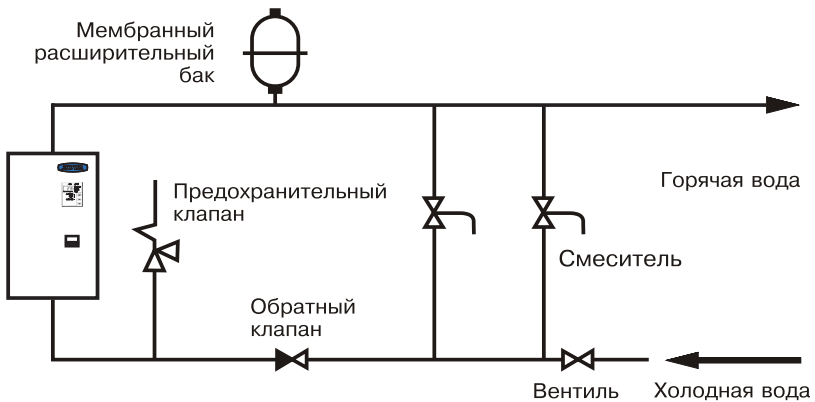 Мембранный
расширительный
бак
Предохранительный
клапан
Горячая вода
Смеситель
Обратный
клапан
Вентиль
Холодная вода